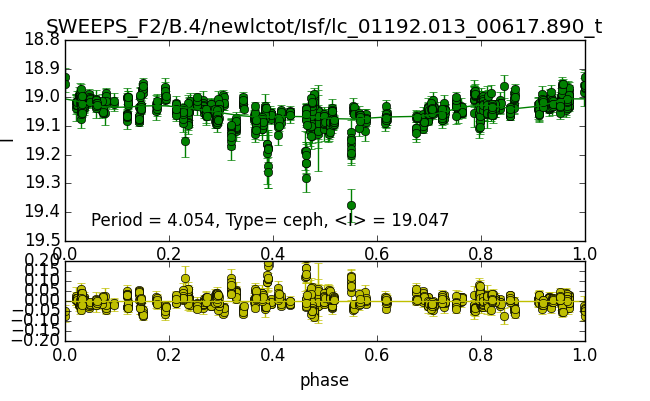 SWEEPS_F2/B.4/newlctot/Isf/lc_01192.013_00617.890_t
18.8
18.9
19.0
19.1
19.2
19.3
19.4
19.5
I
Period = 4.054, Type= ceph, <I> = 19.047
0.0 0.2 0.4 0.6 0.8 1.0
0.20
0.15
0.10
0.05
0.00
−0.05
−0.10
−0.15
−0.20
0.0 0.2 0.4 0.6 0.8 1.0
phase